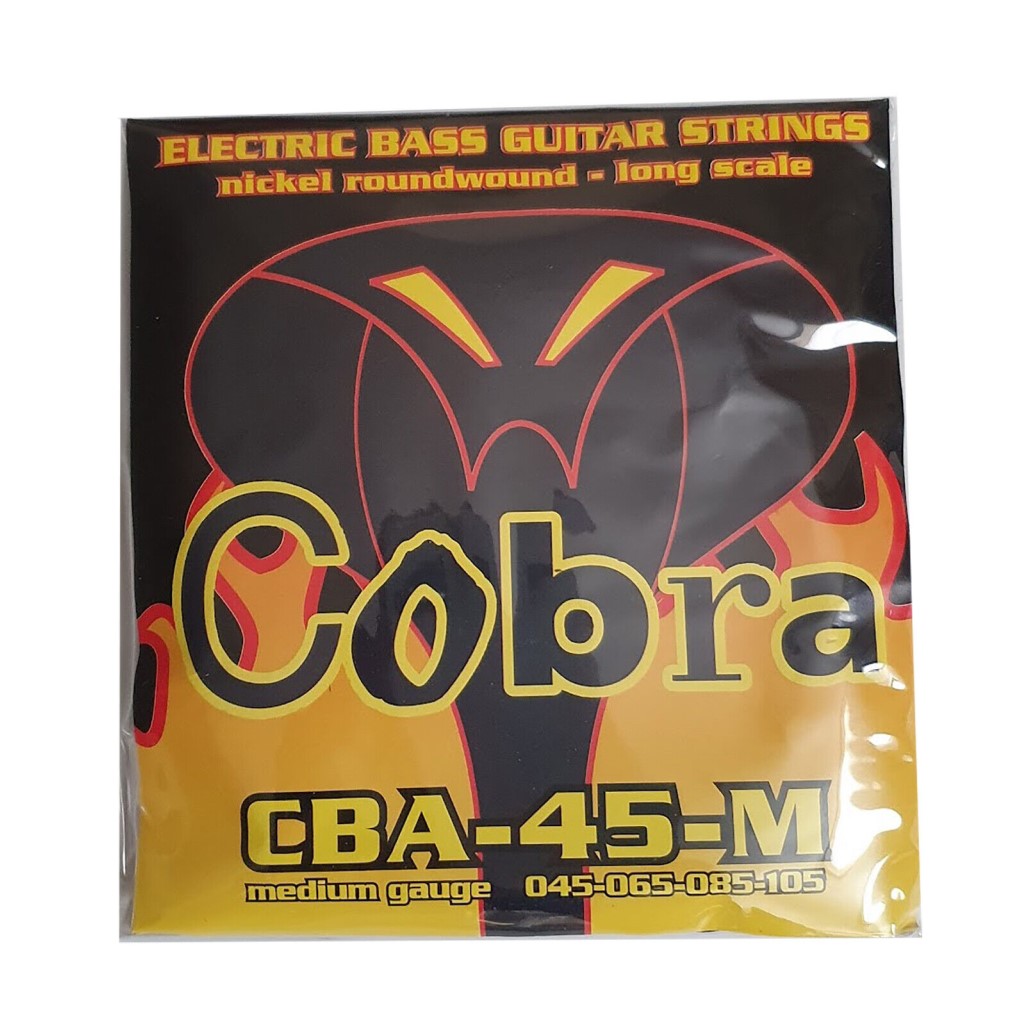 ELECTRIC BASS GUITAR STRINGS
nickel roundwound - long scale
Cobra
CBA-45-M
medium gauge 045-065-085-105